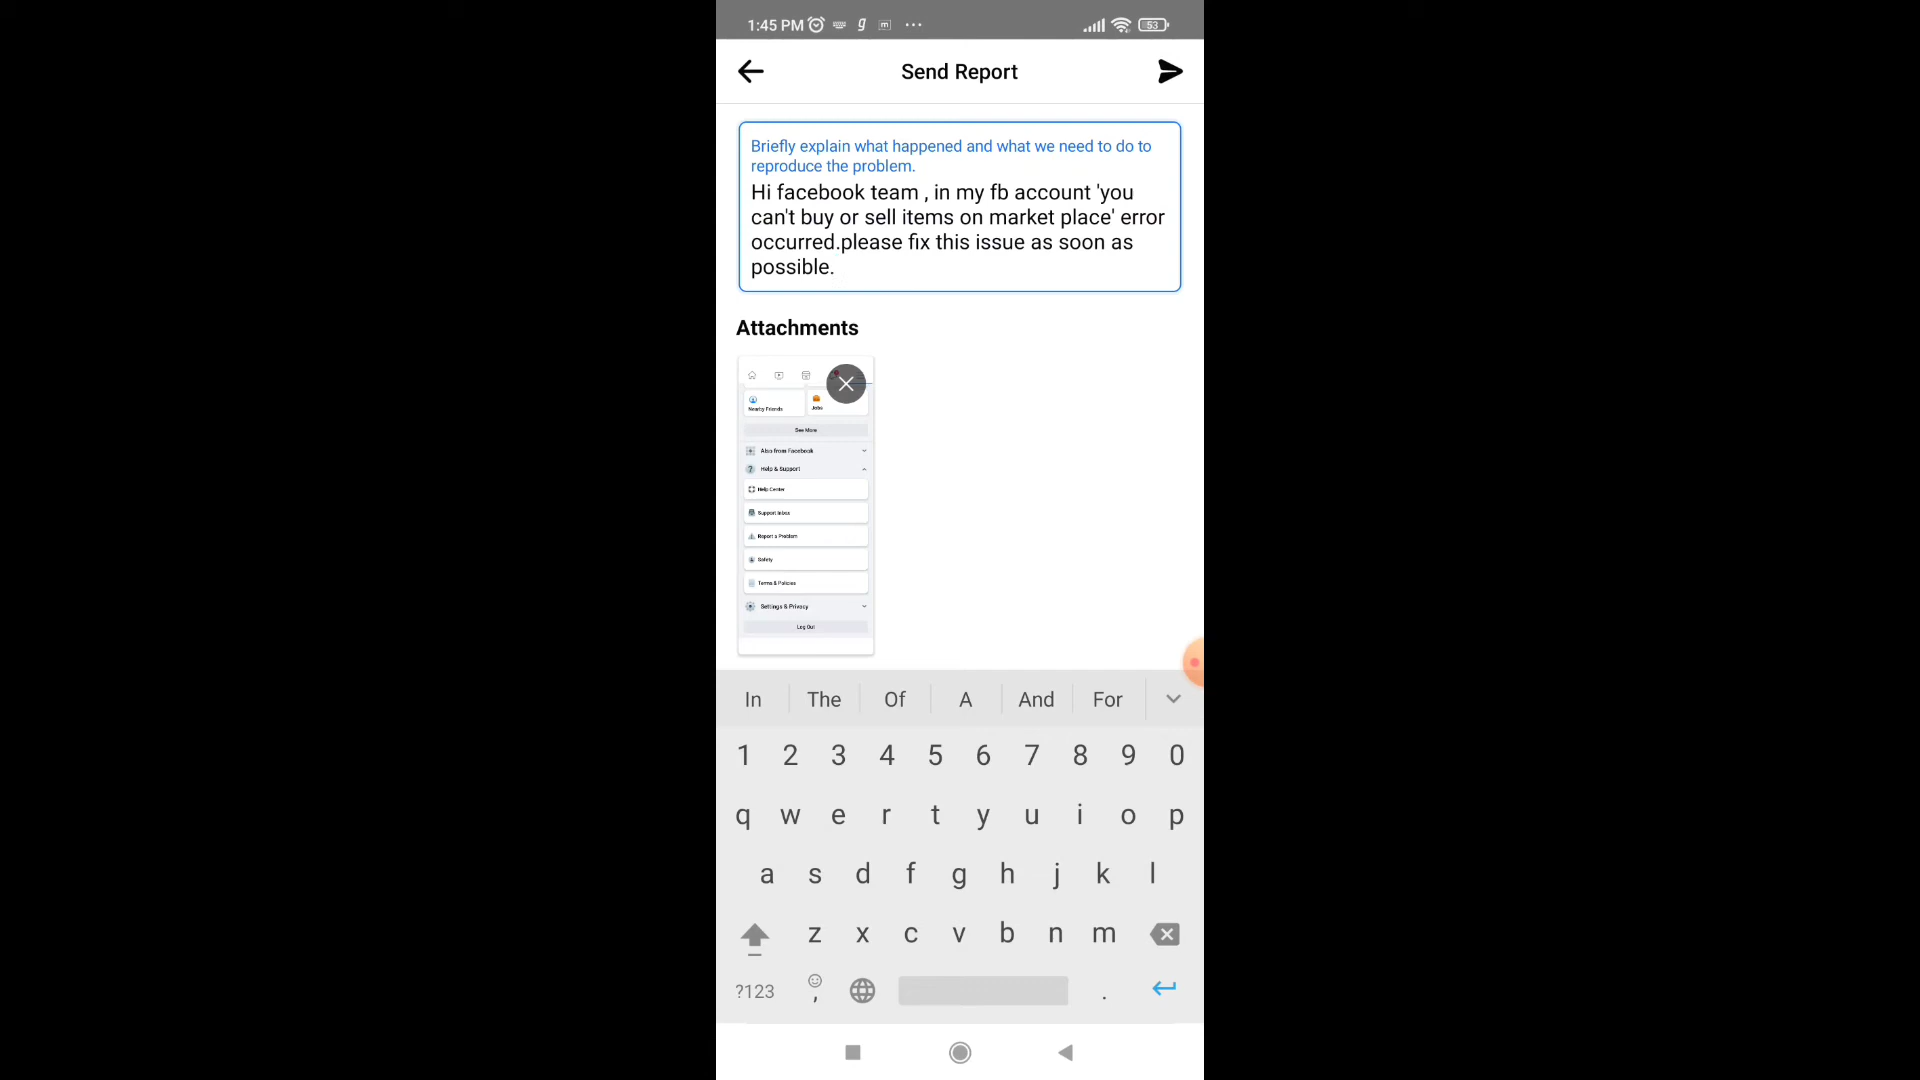 1:45 PM
53
Send Report
Briefly explain what happened and what we need to do to
reproduce the problem.
Hi facebook team , in my fb account 'you
can't buy or sell items on market place' error
occurred.please fix this issue as soon as
possible.
Attachments
Nearby Friends
Jobs
See More
Also from Facebook
Help & Support
Help Center
Support Inbox
Report a Problem
Safety
Terms & Policies
Settings & Privacy
Log Out
In The Of A And For
1 2 3 4 5 6 7 8 9 0
q w e r t y u i o p
a s d f g h j k l
z x c v b n m
?123 , .